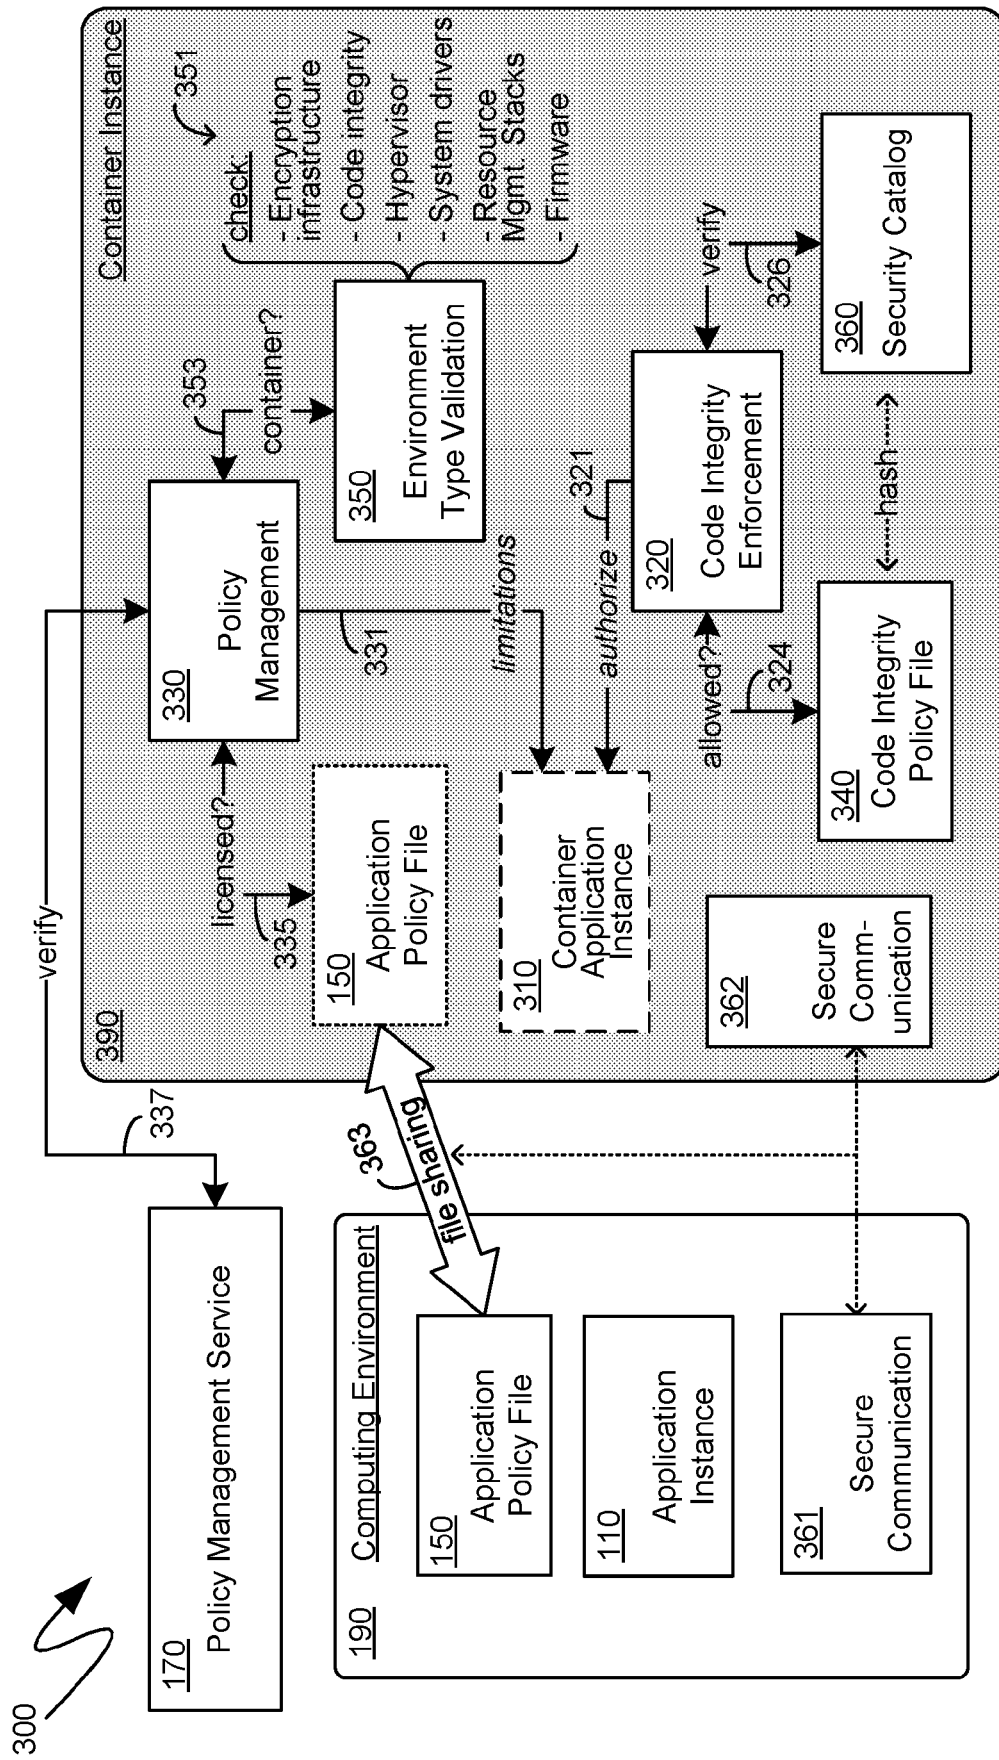 300
170
Policy Management Service
337
verify
190
Computing Environment
150
Application
Policy File
110
Application
Instance
361
Secure
Communication
363
file sharing
390
Container Instance
licensed?
335
150
Application
Policy File
330
Policy
Management
353
container?
350
Environment
Type Validation
351
check
- Encryption
infrastructure
- Code integrity
- Hypervisor
- System drivers
- Resource
Mgmt. Stacks
- Firmware
331
limitations
310
Container
Application
Instance
authorize
321
320
Code Integrity
Enforcement
allowed?
324
verify
326
362
Secure
Comm-
unication
340
Code Integrity
Policy File
hash
360
Security Catalog